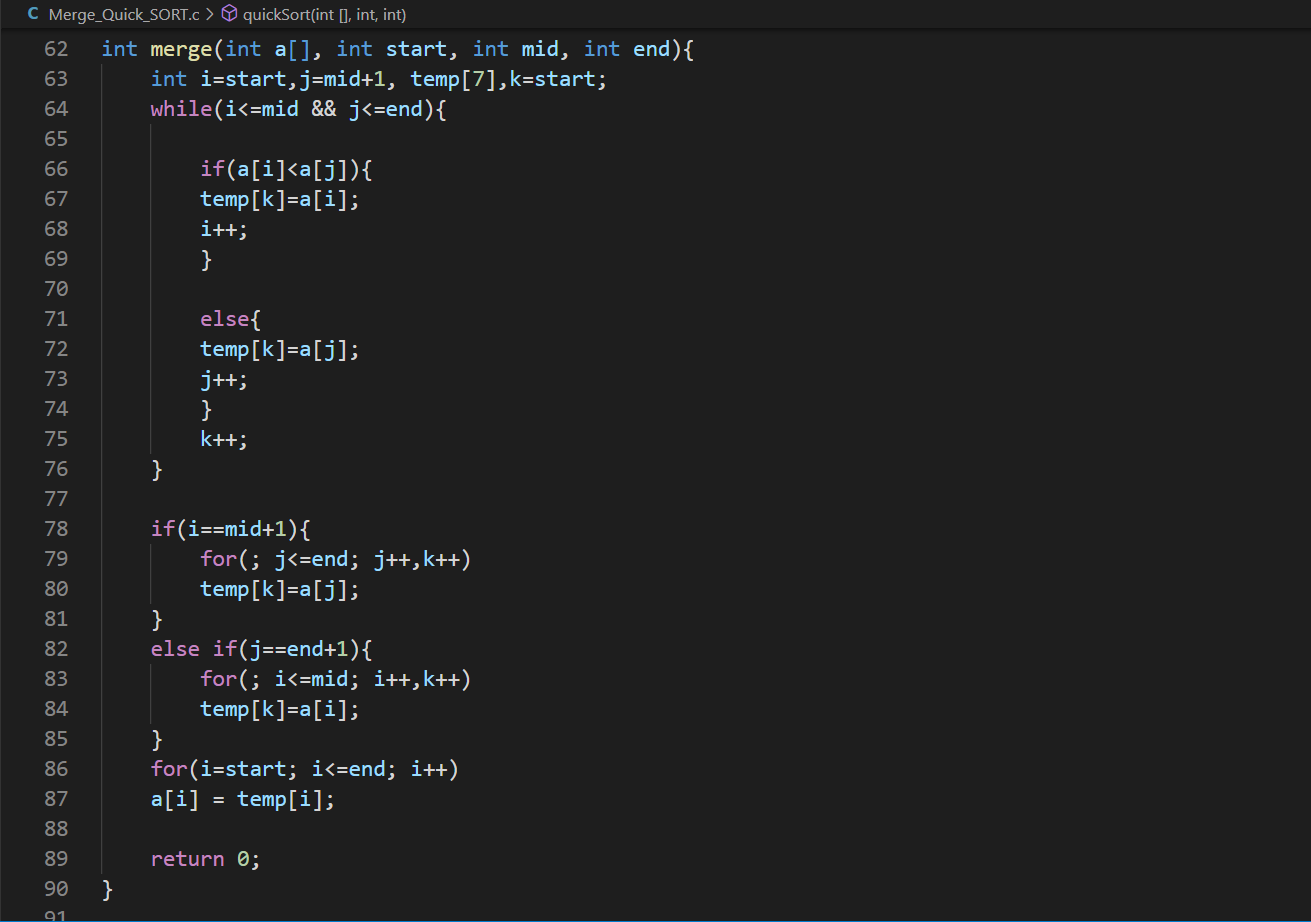 C Merge_Quick_SORT.c > quickSort(int [], int, int)
62 int merge(int a[], int start, int mid, int end){
63 int i=start,j=mid+1, temp[7],k=start;
64 while(i<=mid && j<=end){
65
66 if(a[i]<a[j]){
67 temp[k]=a[i];
68 i++;
69 }
70
71 else{
72 temp[k]=a[j];
73 j++;
74 }
75 k++;
76 }
77
78 if(i==mid+1){
79 for(; j<=end; j++,k++)
80 temp[k]=a[j];
81 }
82 else if(j==end+1){
83 for(; i<=mid; i++,k++)
84 temp[k]=a[i];
85 }
86 for(i=start; i<=end; i++)
87 a[i] = temp[i];
88
89 return 0;
90 }
91